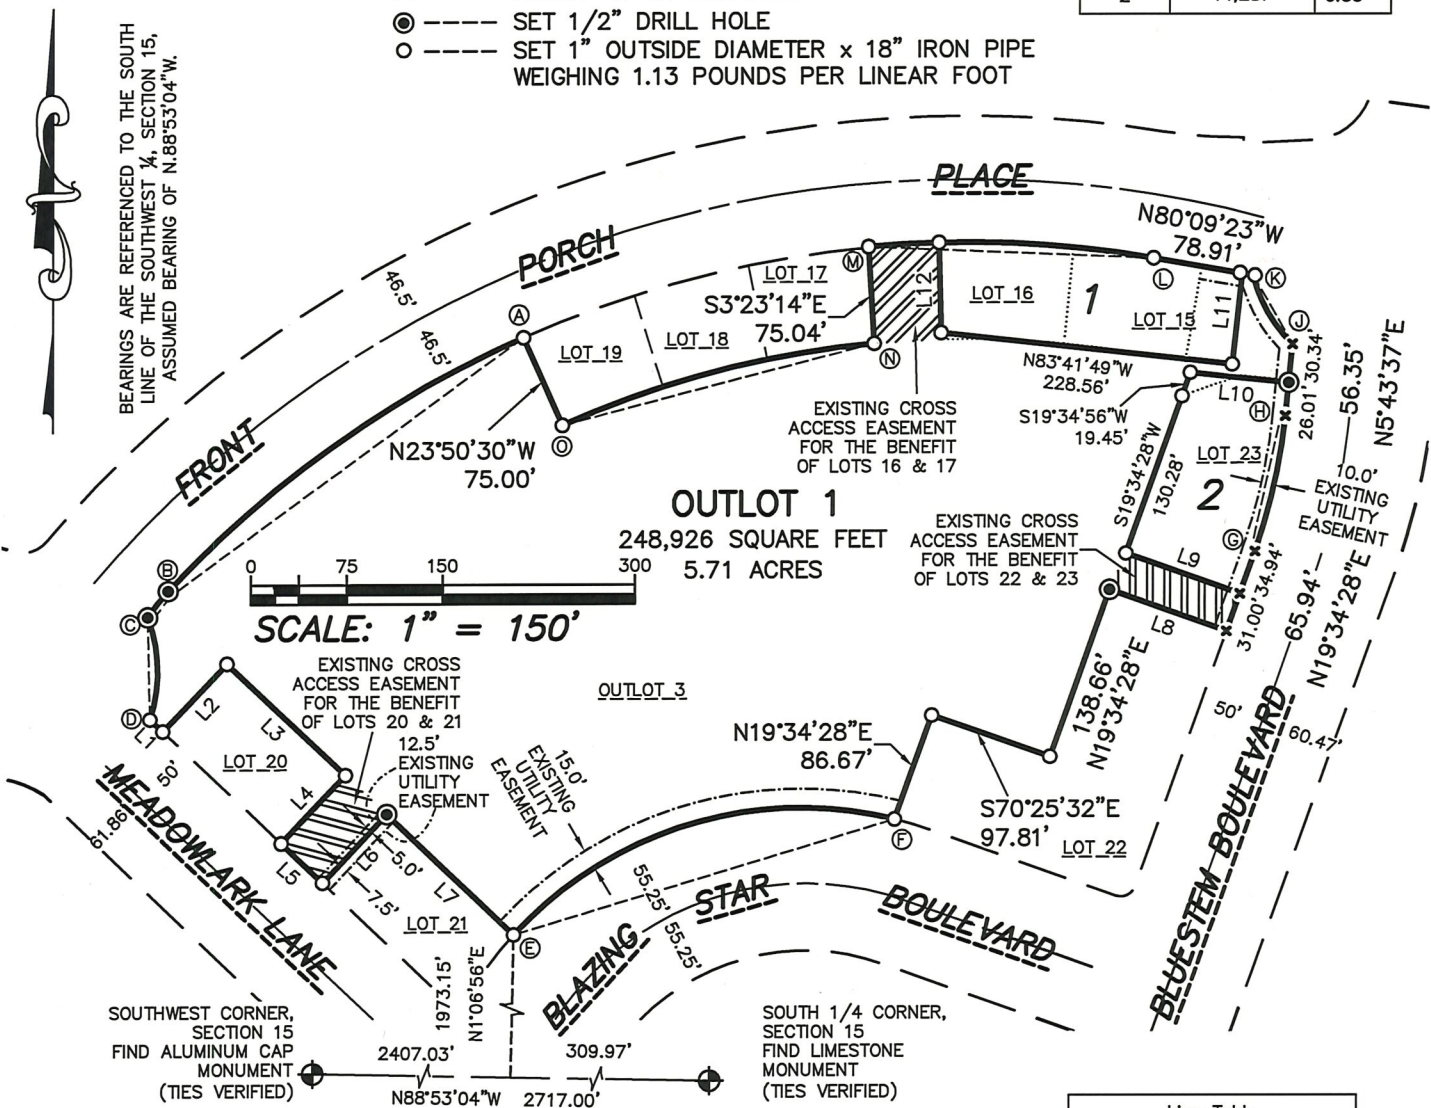 SET 1/2" DRILL HOLE
SET 1" OUTSIDE DIAMETER x 18" IRON PIPE
WEIGHING 1.13 POUNDS PER LINEAR FOOT
BEARINGS ARE REFERENCED TO THE SOUTH
LINE OF THE SOUTHWEST ¼, SECTION 15,
ASSUMED BEARING OF N.88°53'04"W.
PLACE
PORCH
FRONT
46.5'
46.5'
N80°09'23"W
78.91'
A
B
C
D
M
L
K
J
LOT 17
LOT 16
1
LOT 15
L11
L12
S3°23'14"E
75.04'
LOT 19
LOT 18
N
O
N23°50'30"W
75.00'
N83°41'49"W
228.56'
S19°34'56"W
19.45'
L10
H
30.34'
26.01'
56.35'
N5°43'37"E
EXISTING CROSS
ACCESS EASEMENT
FOR THE BENEFIT
OF LOTS 16 & 17
S19°34'28"W
130.28'
LOT 23
2
10.0'
EXISTING
UTILITY
EASEMENT
OUTLOT 1
248,926 SQUARE FEET
5.71 ACRES
EXISTING CROSS
ACCESS EASEMENT
FOR THE BENEFIT
OF LOTS 22 & 23
G
L9
L8
34.94'
31.00'
65.94'
N19°34'28"E
0 75 150 300
SCALE: 1" = 150'
EXISTING CROSS
ACCESS EASEMENT
FOR THE BENEFIT
OF LOTS 20 & 21
OUTLOT 3
L1
L2
L3
LOT 20
L4
L5
L6
L7
50'
61.86'
12.5'
EXISTING
UTILITY
EASEMENT
5.0'
7.5'
LOT 21
15.0'
EXISTING
UTILITY
EASEMENT
N19°34'28"E
86.67'
138.66'
N19°34'28"E
S70°25'32"E
97.81'
LOT 22
F
50'
60.47'
BLUESTEM BOULEVARD
MEADOWLARK LANE
E
55.25'
55.25'
BLAZING
STAR
BOULEVARD
1973.15'
N1°06'56"E
SOUTHWEST CORNER,
SECTION 15
FIND ALUMINUM CAP
MONUMENT
(TIES VERIFIED)
2407.03'
309.97'
N88°53'04"W 2717.00'
SOUTH 1/4 CORNER,
SECTION 15
FIND LIMESTONE
MONUMENT
(TIES VERIFIED)